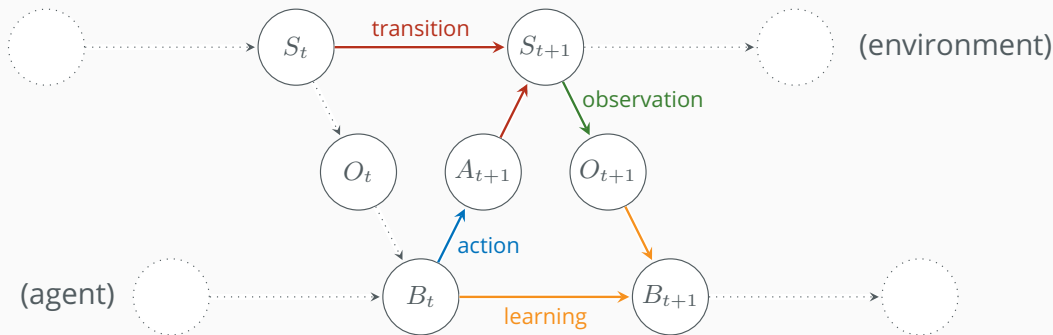 S_t transition S_{t+1} (environment)
observation
O_t A_{t+1} O_{t+1}
action
(agent) B_t B_{t+1}
learning